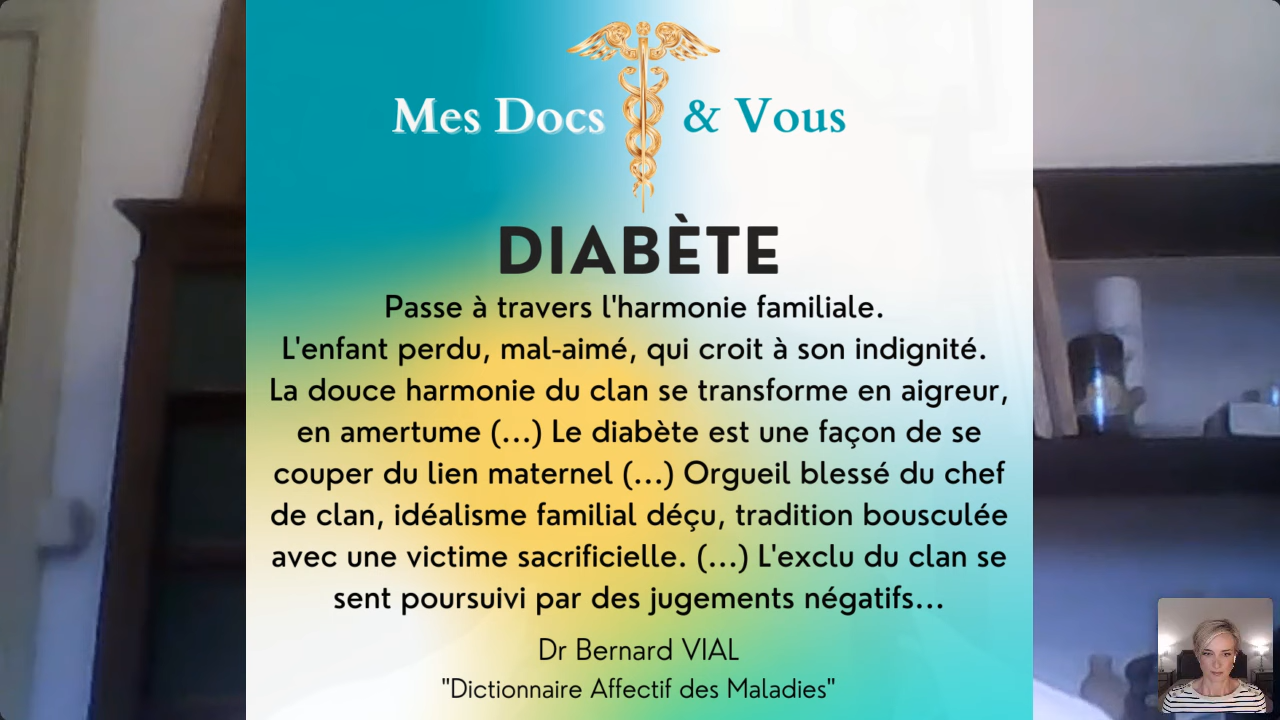 Mes Docs & Vous
DIABÈTE
Passe à travers l'harmonie familiale.
L'enfant perdu, mal-aimé, qui croit à son indignité.
La douce harmonie du clan se transforme en aigreur,
en amertume (...) Le diabète est une façon de se
couper du lien maternel (...) Orgueil blessé du chef
de clan, idéalisme familial déçu, tradition bousculée
avec une victime sacrificielle. (...) L'exclu du clan se
sent poursuivi par des jugements négatifs...
Dr Bernard VIAL
"Dictionnaire Affectif des Maladies"